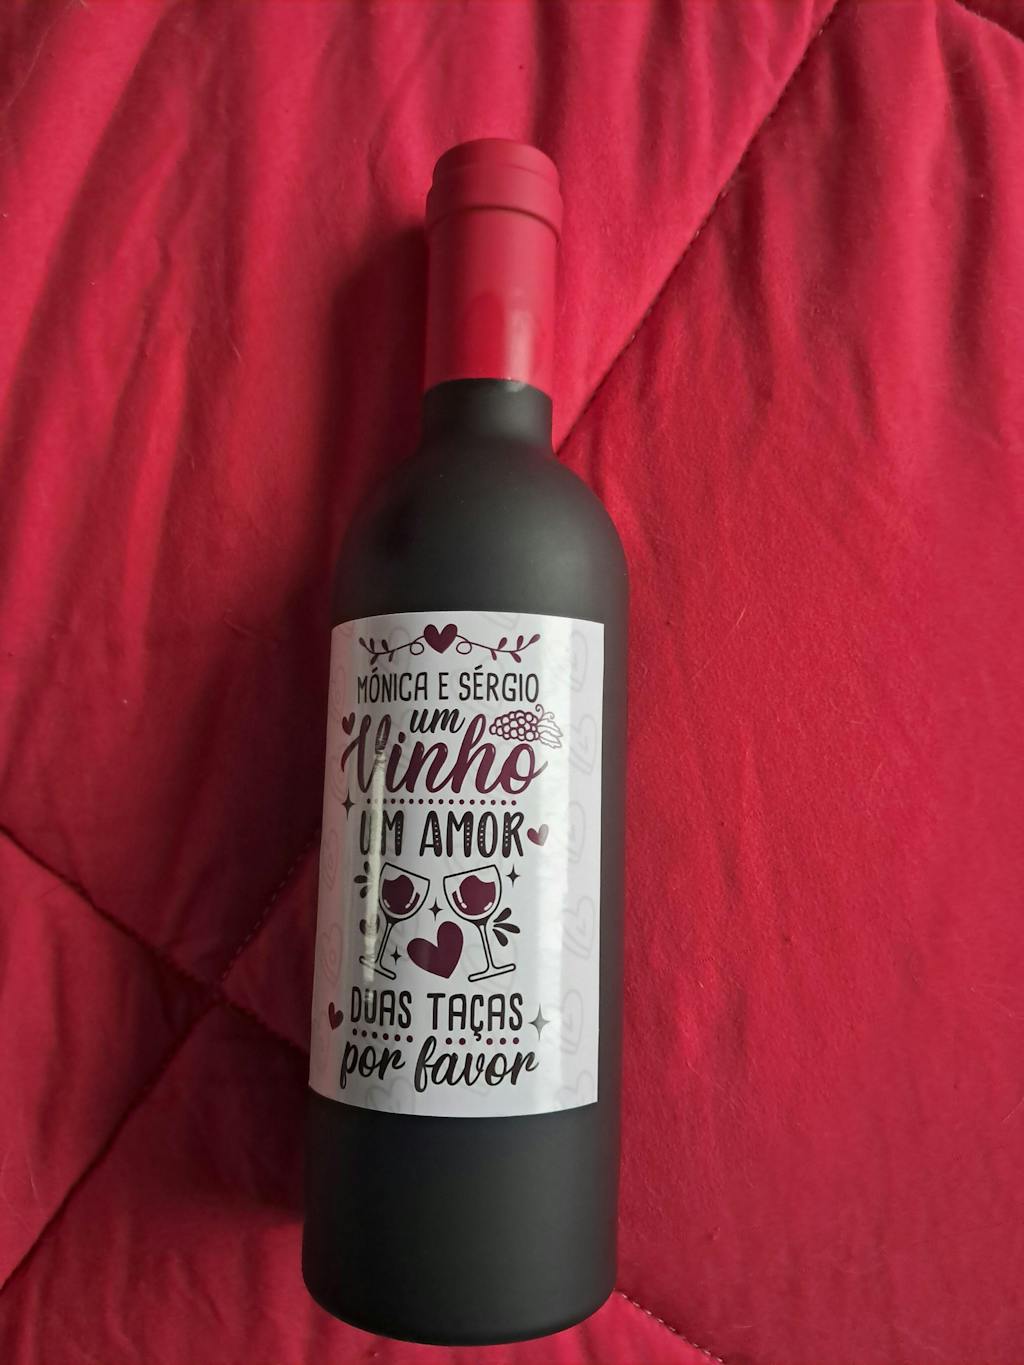 MÓNICA E SÉRGIO
um
Vinho
UM AMOR
DUAS TAÇAS
por favor